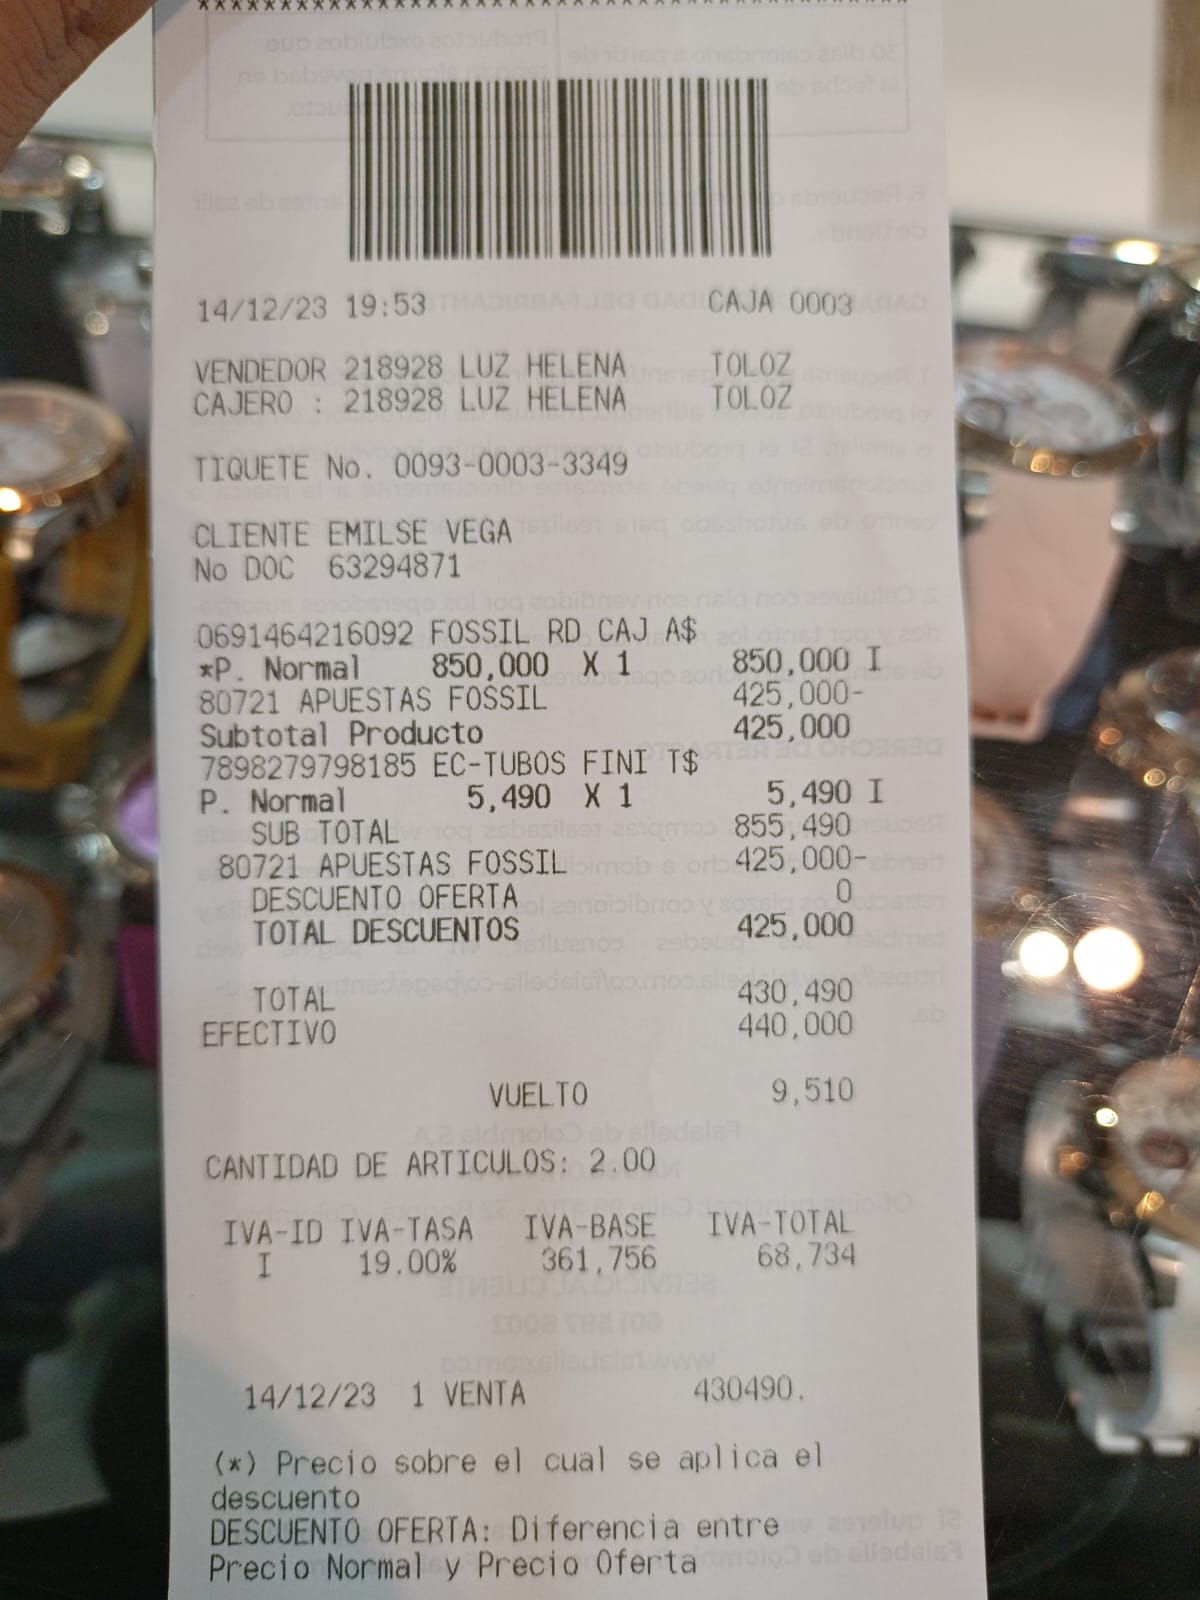 ****************************************
14/12/23 19:53 CAJA 0003
VENDEDOR 218928 LUZ HELENA TOLOZ
CAJERO : 218928 LUZ HELENA TOLOZ
TIQUETE No. 0093-0003-3349
CLIENTE EMILSE VEGA
No DOC 63294871
0691464216092 FOSSIL RD CAJ A$
*P. Normal 850,000 X 1 850,000 I
80721 APUESTAS FOSSIL 425,000-
Subtotal Producto 425,000
7898279798185 EC-TUBOS FINI T$
P. Normal 5,490 X 1 5,490 I
SUB TOTAL 855,490
80721 APUESTAS FOSSIL 425,000-
DESCUENTO OFERTA 0
TOTAL DESCUENTOS 425,000
TOTAL 430,490
EFECTIVO 440,000
VUELTO 9,510
CANTIDAD DE ARTICULOS: 2.00
IVA-ID IVA-TASA IVA-BASE IVA-TOTAL
I 19.00% 361,756 68,734
14/12/23 1 VENTA 430490.
(*) Precio sobre el cual se aplica el
descuento
DESCUENTO OFERTA: Diferencia entre
Precio Normal y Precio Oferta